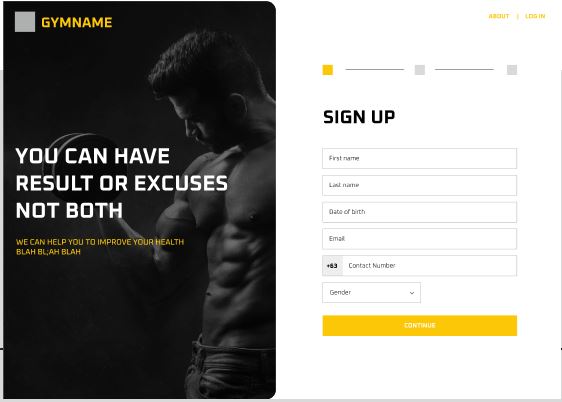 GYMNAME
ABOUT | LOG IN
YOU CAN HAVE
RESULT OR EXCUSES
NOT BOTH
WE CAN HELP YOU TO IMPROVE YOUR HEALTH
BLAH BL;AH BLAH
SIGN UP
First name
Last name
Date of birth
Email
+63 Contact Number
Gender
CONTINUE